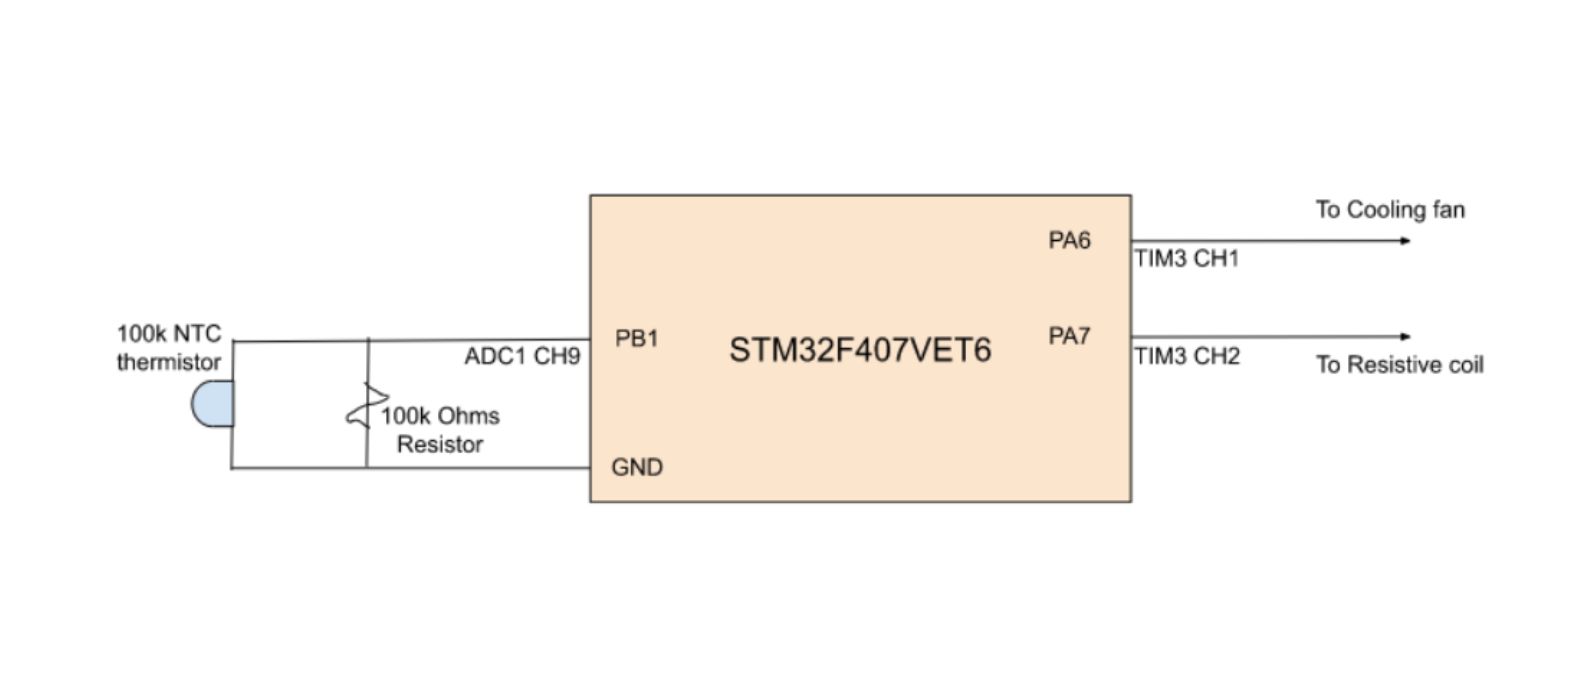 To Cooling fan
PA6
TIM3 CH1
100k NTC
thermistor
ADC1 CH9
PB1
STM32F407VET6
PA7
TIM3 CH2
To Resistive coil
100k Ohms
Resistor
GND